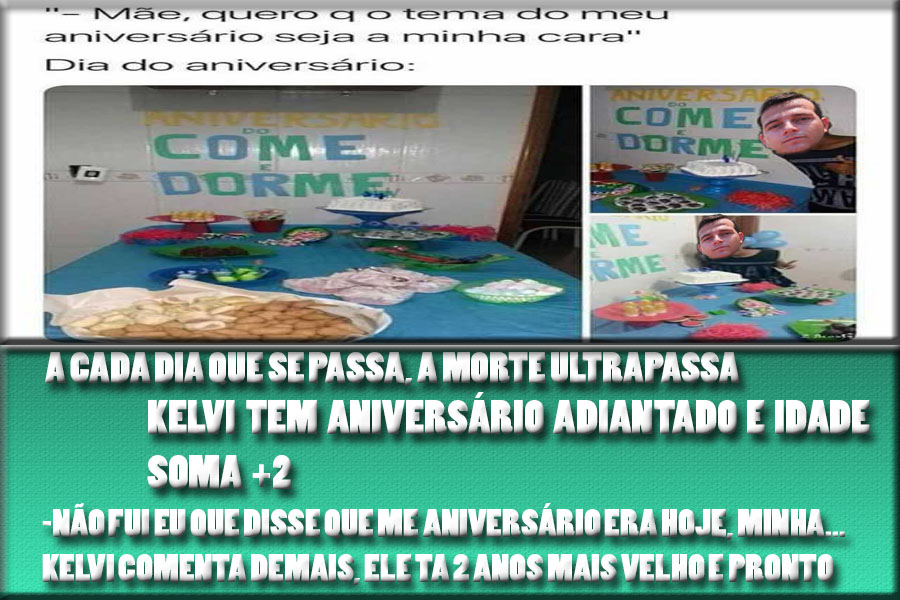 "- Mãe, quero q o tema do meu
aniversário seja a minha cara"
Dia do aniversário:
ANIVERSÁRIO
DO
COME
E
DORME
ANIVERSÁRIO
DO
COME
E
DORME
ME
DORME
A CADA DIA QUE SE PASSA, A MORTE ULTRAPASSA
KELVI TEM ANIVERSÁRIO ADIANTADO E IDADE
SOMA +2
-NÃO FUI EU QUE DISSE QUE ME ANIVERSÁRIO ERA HOJE, MINHA...
KELVI COMENTA DEMAIS, ELE TA 2 ANOS MAIS VELHO E PRONTO